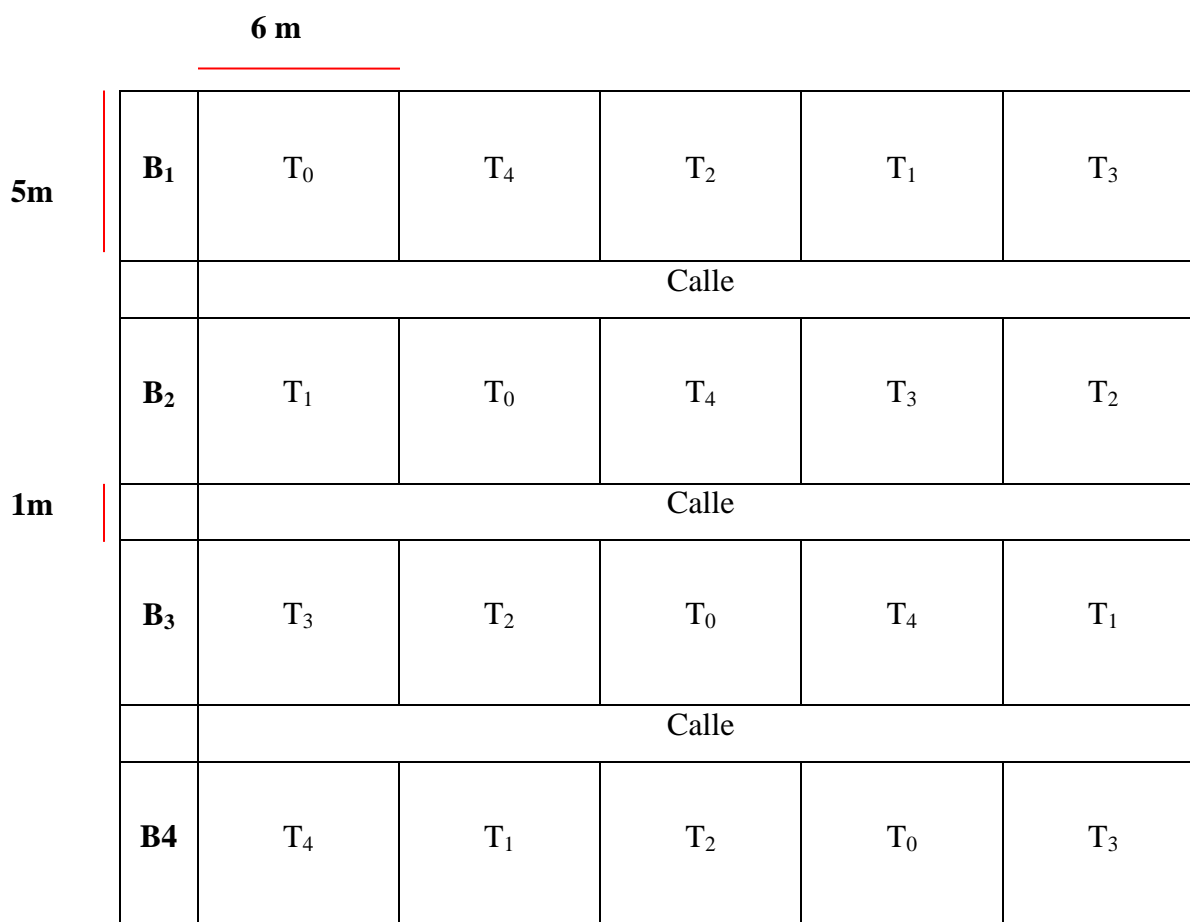 6 m
5m
B₁ T₀ T₄ T₂ T₁ T₃
Calle
B₂ T₁ T₀ T₄ T₃ T₂
1m
Calle
B₃ T₃ T₂ T₀ T₄ T₁
Calle
B4 T₄ T₁ T₂ T₀ T₃